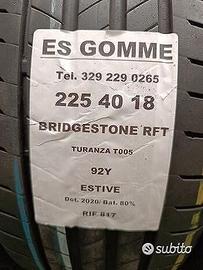 ES GOMME
Tel. 329 229 0265
225 40 18
BRIDGESTONE RFT
TURANZA T005
92Y
ESTIVE
Dot. 2020/ Bat. 80%
RIF 817
subito